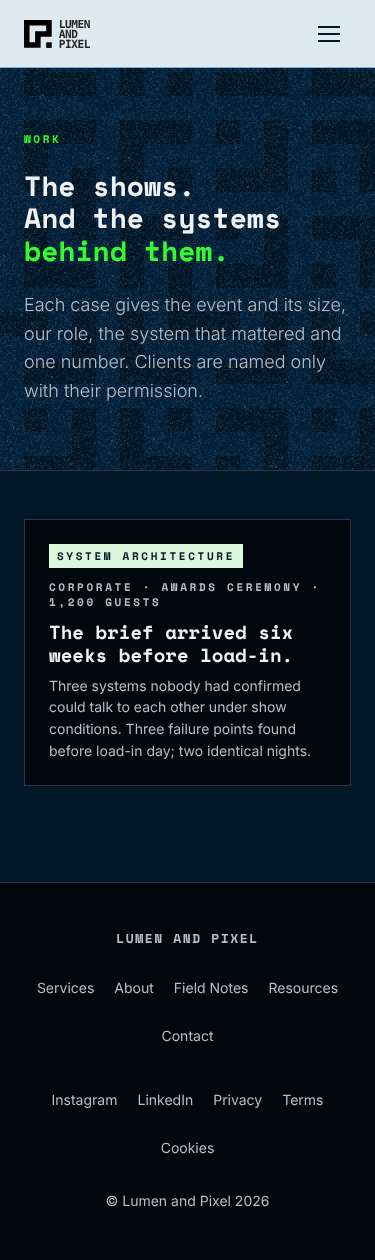 LUMEN
AND
PIXEL
WORK
The shows.
And the systems
behind them.
Each case gives the event and its size,
our role, the system that mattered and
one number. Clients are named only
with their permission.
SYSTEM ARCHITECTURE
CORPORATE · AWARDS CEREMONY ·
1,200 GUESTS
The brief arrived six
weeks before load-in.
Three systems nobody had confirmed
could talk to each other under show
conditions. Three failure points found
before load-in day; two identical nights.
LUMEN AND PIXEL
Services About Field Notes Resources
Contact
Instagram LinkedIn Privacy Terms
Cookies
© Lumen and Pixel 2026